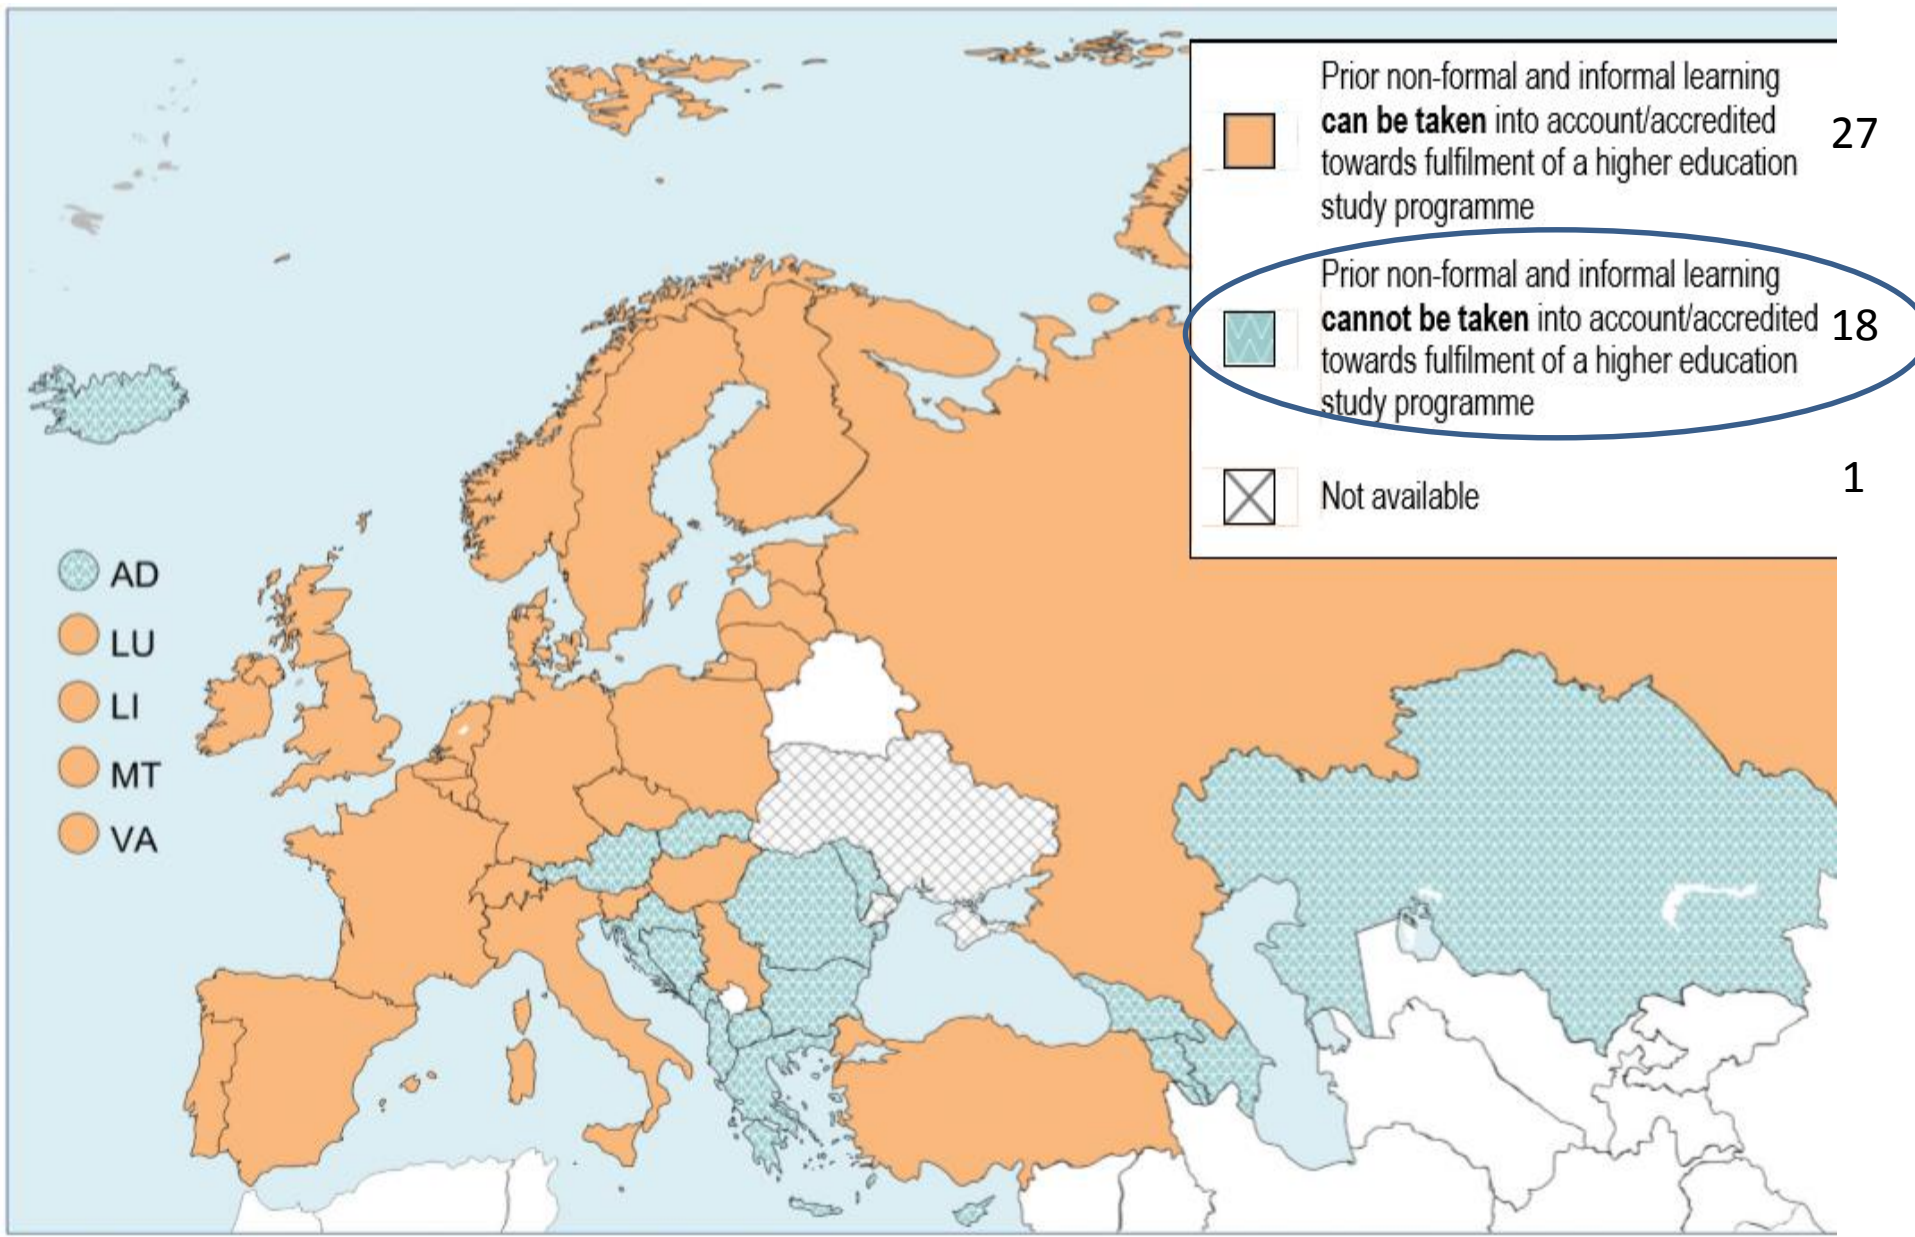 Prior non-formal and informal learning
can be taken into account/accredited
towards fulfilment of a higher education
study programme
27
Prior non-formal and informal learning
cannot be taken into account/accredited
towards fulfilment of a higher education
study programme
18
Not available
1
AD
LU
LI
MT
VA